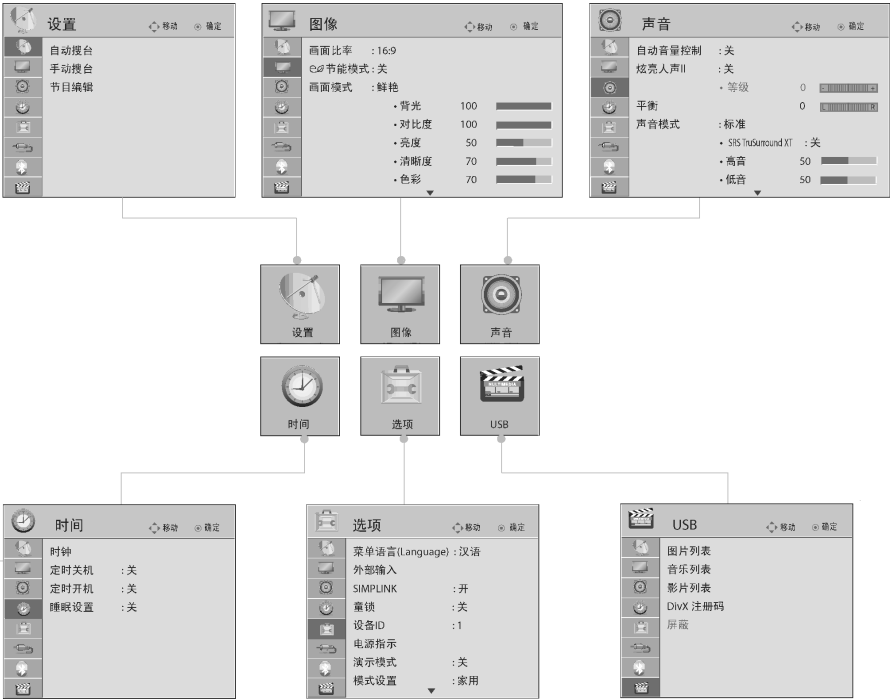 设置 移动 确定
自动搜台
手动搜台
节目编辑
图像 移动 确定
画面比率 : 16:9
节能模式 : 关
画面模式 : 鲜艳
• 背光 100
• 对比度 100
• 亮度 50
• 清晰度 70
• 色彩 70
声音 移动 确定
自动音量控制 : 关
炫亮人声II : 关
• 等级 0 - +
平衡 0 L R
声音模式 : 标准
• SRS TruSurround XT : 关
• 高音 50
• 低音 50
设置
图像
声音
时间
选项
MULTIMEDIA
USB
时间 移动 确定
时钟
定时关机 : 关
定时开机 : 关
睡眠设置 : 关
选项 移动 确定
菜单语言(Language) : 汉语
外部输入
SIMPLINK : 开
童锁 : 关
设备ID : 1
电源指示
演示模式 : 关
模式设置 : 家用
USB 移动 确定
图片列表
音乐列表
影片列表
DivX 注册码
屏蔽